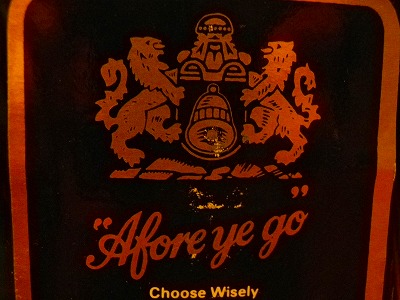 "Afore ye go"
Choose Wisely